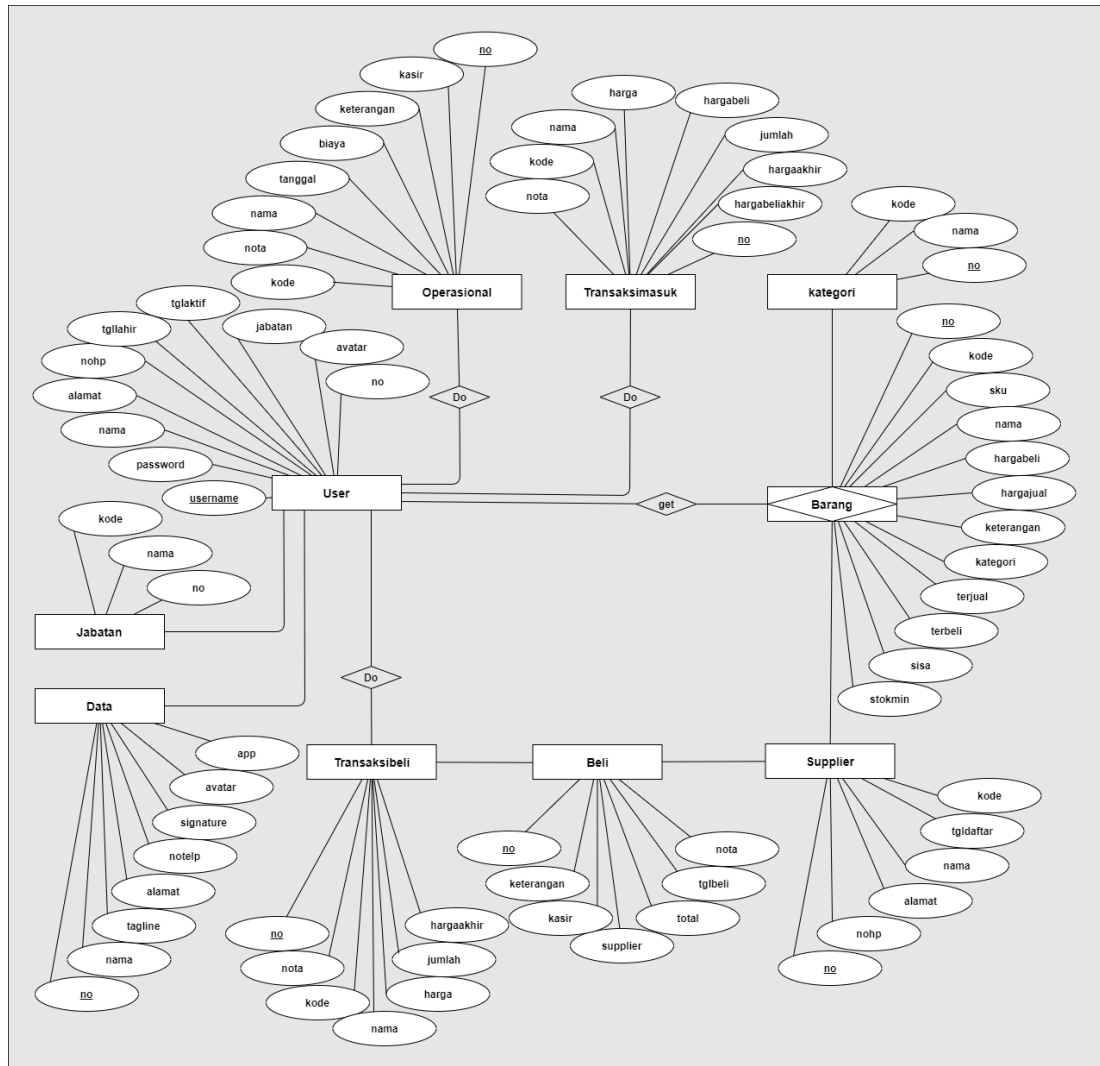 no
kasir
keterangan
biaya
tanggal
nama
nota
kode
Operasional
harga
hargabeli
nama
jumlah
kode
hargaakhir
nota
hargabeliakhir
no
Transaksimasuk
kode
nama
no
kategori
tglaktif
tgllahir
nohp
alamat
nama
password
username
jabatan
avatar
no
User
Do
Do
get
no
kode
sku
nama
hargabeli
hargajual
keterangan
kategori
terjual
terbeli
sisa
stokmin
Barang
kode
nama
no
Jabatan
Do
Data
app
avatar
signature
notelp
alamat
tagline
nama
no
Transaksibeli
no
nota
kode
nama
harga
jumlah
hargaakhir
Beli
no
keterangan
kasir
supplier
total
tglbeli
nota
Supplier
kode
tgldaftar
nama
alamat
nohp
no